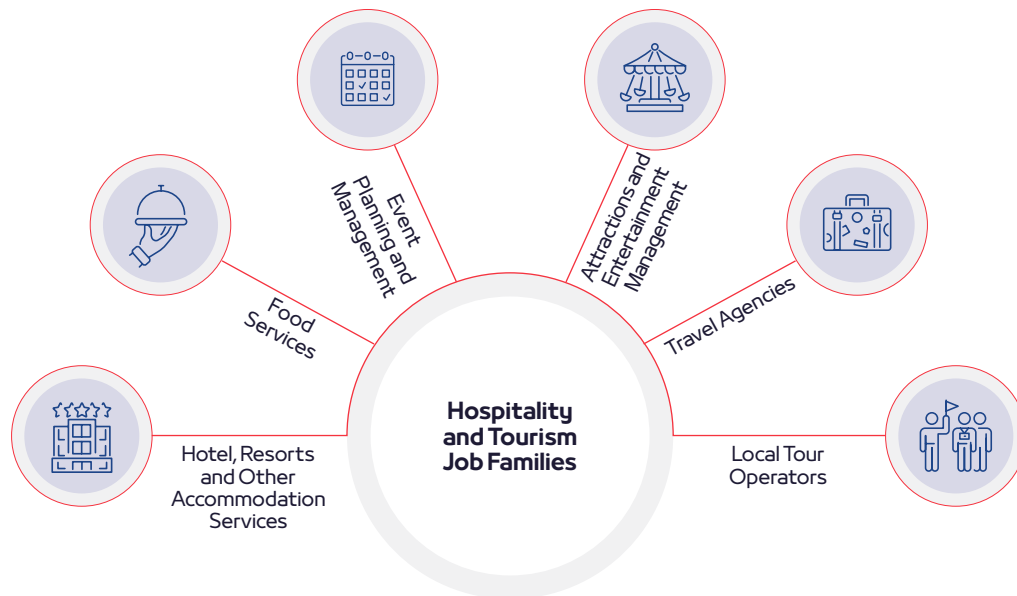 Event
Planning and
Management
Attractions and
Entertainment
Management
Food
Services
Travel Agencies
Hospitality
and Tourism
Job Families
Hotel, Resorts
and Other
Accommodation
Services
Local Tour
Operators